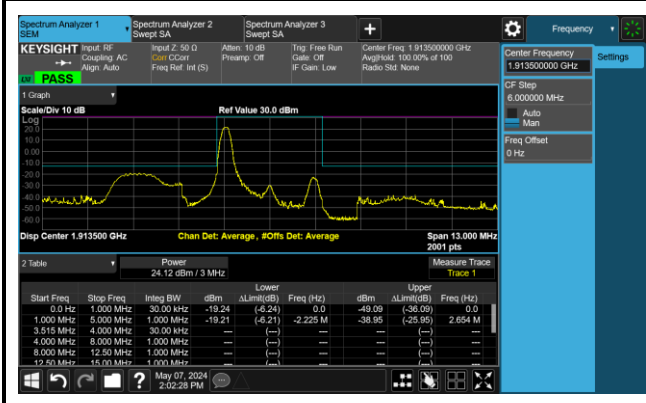 Spectrum Analyzer 1
SEM
Spectrum Analyzer 2
Swept SA
Spectrum Analyzer 3
Swept SA
Frequency
KEYSIGHT
Input: RF
Coupling: AC
Align: Auto
Input Z: 50 Ω
Corr CCorr
Freq Ref: Int (S)
Atten: 10 dB
Preamp: Off
Trig: Free Run
Gate: Off
IF Gain: Low
Center Freq: 1.913500000 GHz
Avg|Hold: 100.00% of 100
Radio Std: None
PASS
Center Frequency
1.913500000 GHz
Settings
CF Step
6.000000 MHz
Auto
Man
Freq Offset
0 Hz
1 Graph
Scale/Div 10 dB
Ref Value 30.0 dBm
Log
20.0
10.0
0.00
-10.0
-20.0
-30.0
-40.0
-50.0
-60.0
Disp Center 1.913500 GHz
Chan Det: Average , #Offs Det: Average
Span 13.000 MHz
2001 pts
2 Table
Power
24.12 dBm / 3 MHz
Measure Trace
Trace 1
Lower Upper
Start Freq Stop Freq Integ BW dBm ΔLimit(dB) Freq (Hz) dBm ΔLimit(dB) Freq (Hz)
0.0 Hz 1.000 MHz 30.00 kHz -19.24 (-6.24) 0.0 -49.09 (-36.09) 0.0
1.000 MHz 5.000 MHz 1.000 MHz -19.21 (-6.21) -2.225 M -38.95 (-25.95) 2.654 M
3.515 MHz 4.000 MHz 30.00 kHz --- (---) --- --- (---) ---
4.000 MHz 8.000 MHz 1.000 MHz --- (---) --- --- (---) ---
8.000 MHz 12.50 MHz 1.000 MHz --- (---) --- --- (---) ---
12.50 MHz 15.00 MHz 1.000 MHz --- (---) --- --- (---) ---
May 07, 2024
2:02:28 PM